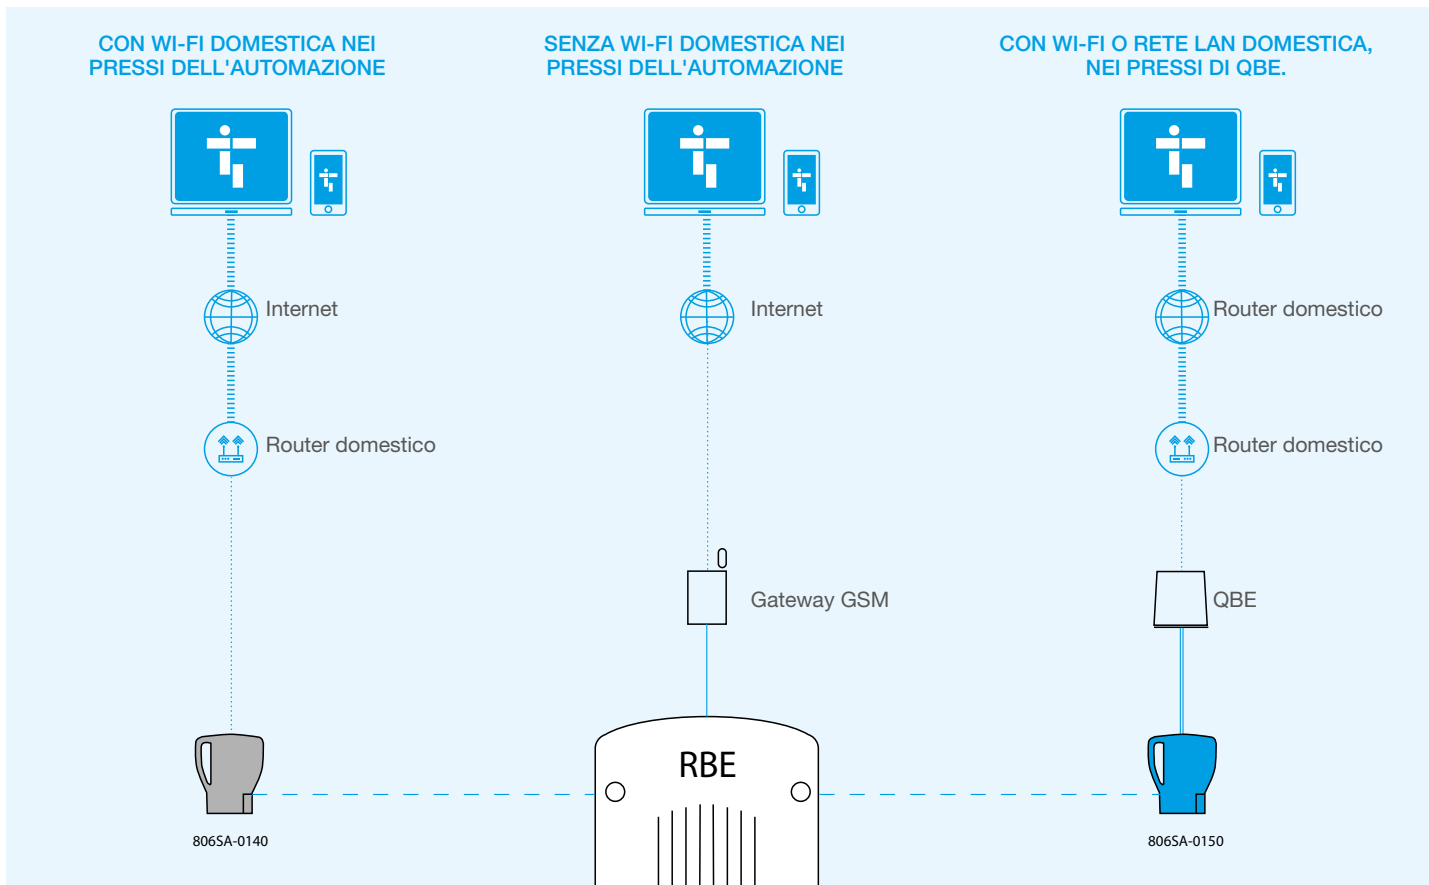 CON WI-FI DOMESTICA NEI
PRESSI DELL'AUTOMAZIONE
SENZA WI-FI DOMESTICA NEI
PRESSI DELL'AUTOMAZIONE
CON WI-FI O RETE LAN DOMESTICA,
NEI PRESSI DI QBE.
Internet
Internet
Router domestico
Router domestico
Router domestico
Gateway GSM
QBE
RBE
806SA-0140
806SA-0150